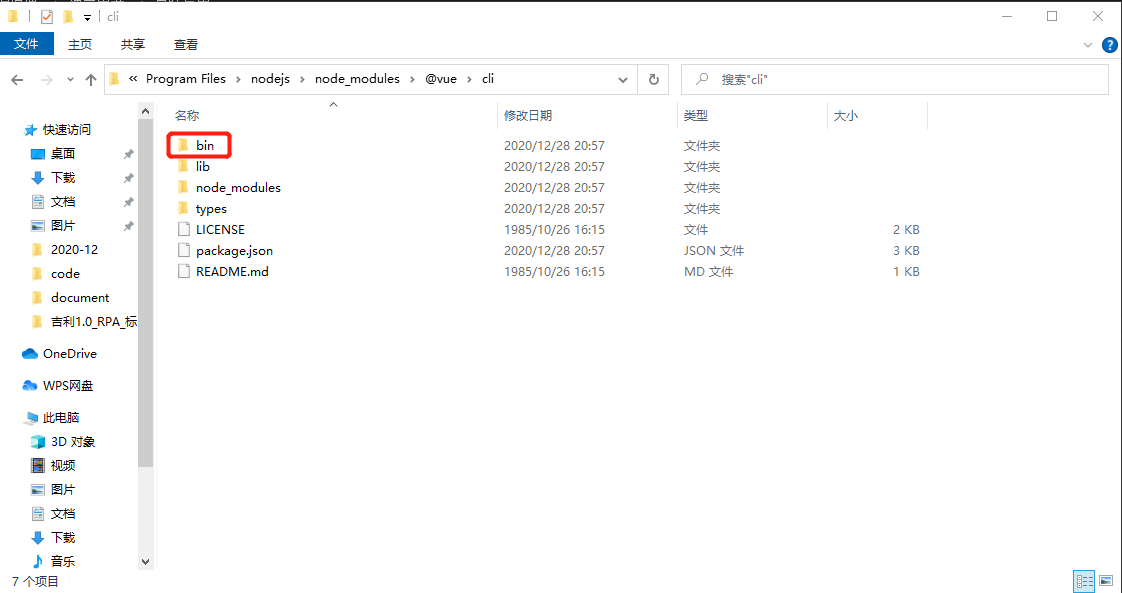 cli
文件 主页 共享 查看
« Program Files › nodejs › node_modules › @vue › cli 搜索"cli"
名称 修改日期 类型 大小
快速访问
桌面
下载
文档
图片
2020-12
code
document
吉利1.0_RPA_标
OneDrive
WPS网盘
此电脑
3D 对象
视频
图片
文档
下载
音乐
bin 2020/12/28 20:57 文件夹
lib 2020/12/28 20:57 文件夹
node_modules 2020/12/28 20:57 文件夹
types 2020/12/28 20:57 文件夹
LICENSE 1985/10/26 16:15 文件 2 KB
package.json 2020/12/28 20:57 JSON 文件 3 KB
README.md 1985/10/26 16:15 MD 文件 1 KB
7 个项目